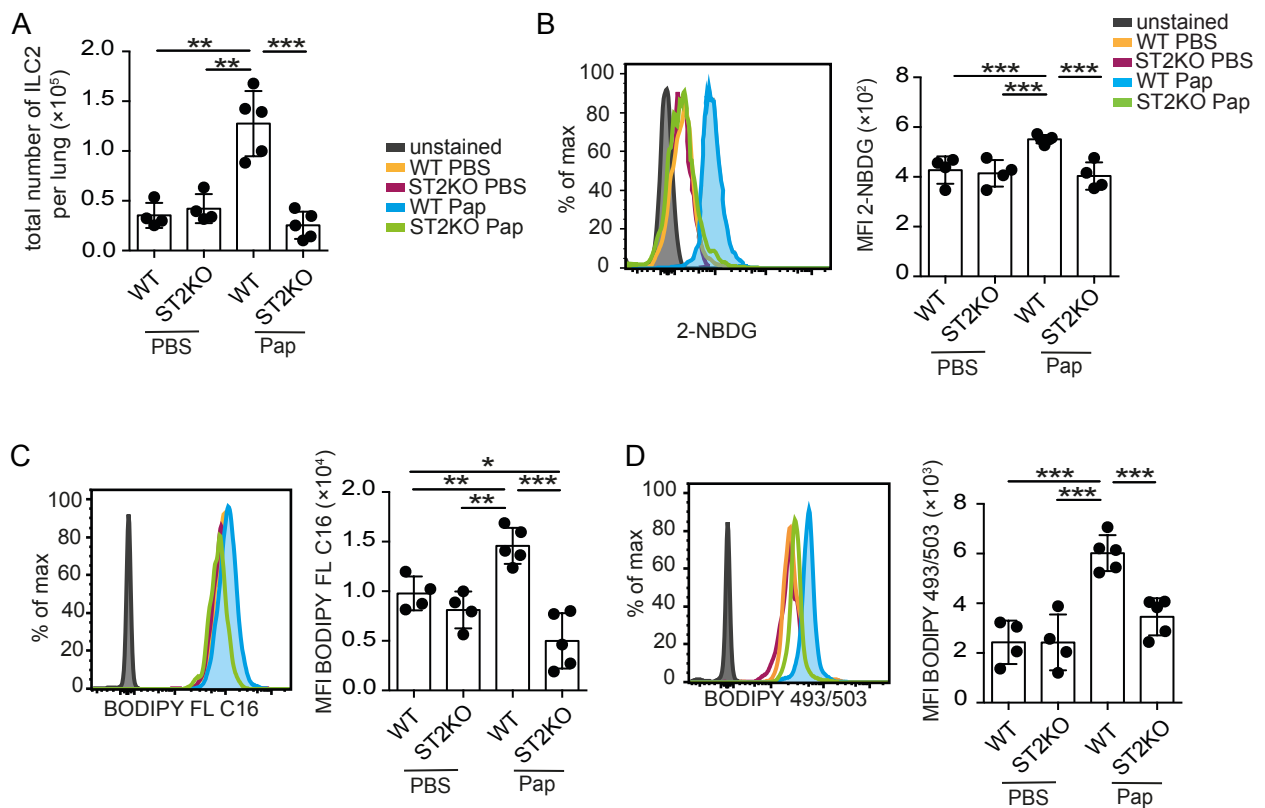 A
total number of ILC2
per lung (×10⁵)
2.0
1.5
1.0
0.5
0.0
** ***
**
WT
ST2KO
WT
ST2KO
PBS
Pap
unstained
WT PBS
ST2KO PBS
WT Pap
ST2KO Pap
B
% of max
100
80
60
40
20
0
2-NBDG
MFI 2-NBDG (×10²)
8
6
4
2
0
*** ***
***
WT
ST2KO
WT
ST2KO
PBS
Pap
unstained
WT PBS
ST2KO PBS
WT Pap
ST2KO Pap
C
% of max
100
80
60
40
20
0
BODIPY FL C16
MFI BODIPY FL C16 (×10⁴)
2.0
1.5
1.0
0.5
0.0
*
** ***
**
WT
ST2KO
WT
ST2KO
PBS
Pap
D
% of max
100
80
60
40
20
0
BODIPY 493/503
MFI BODIPY 493/503 (×10³)
8
6
4
2
0
*** ***
***
WT
ST2KO
WT
ST2KO
PBS
Pap